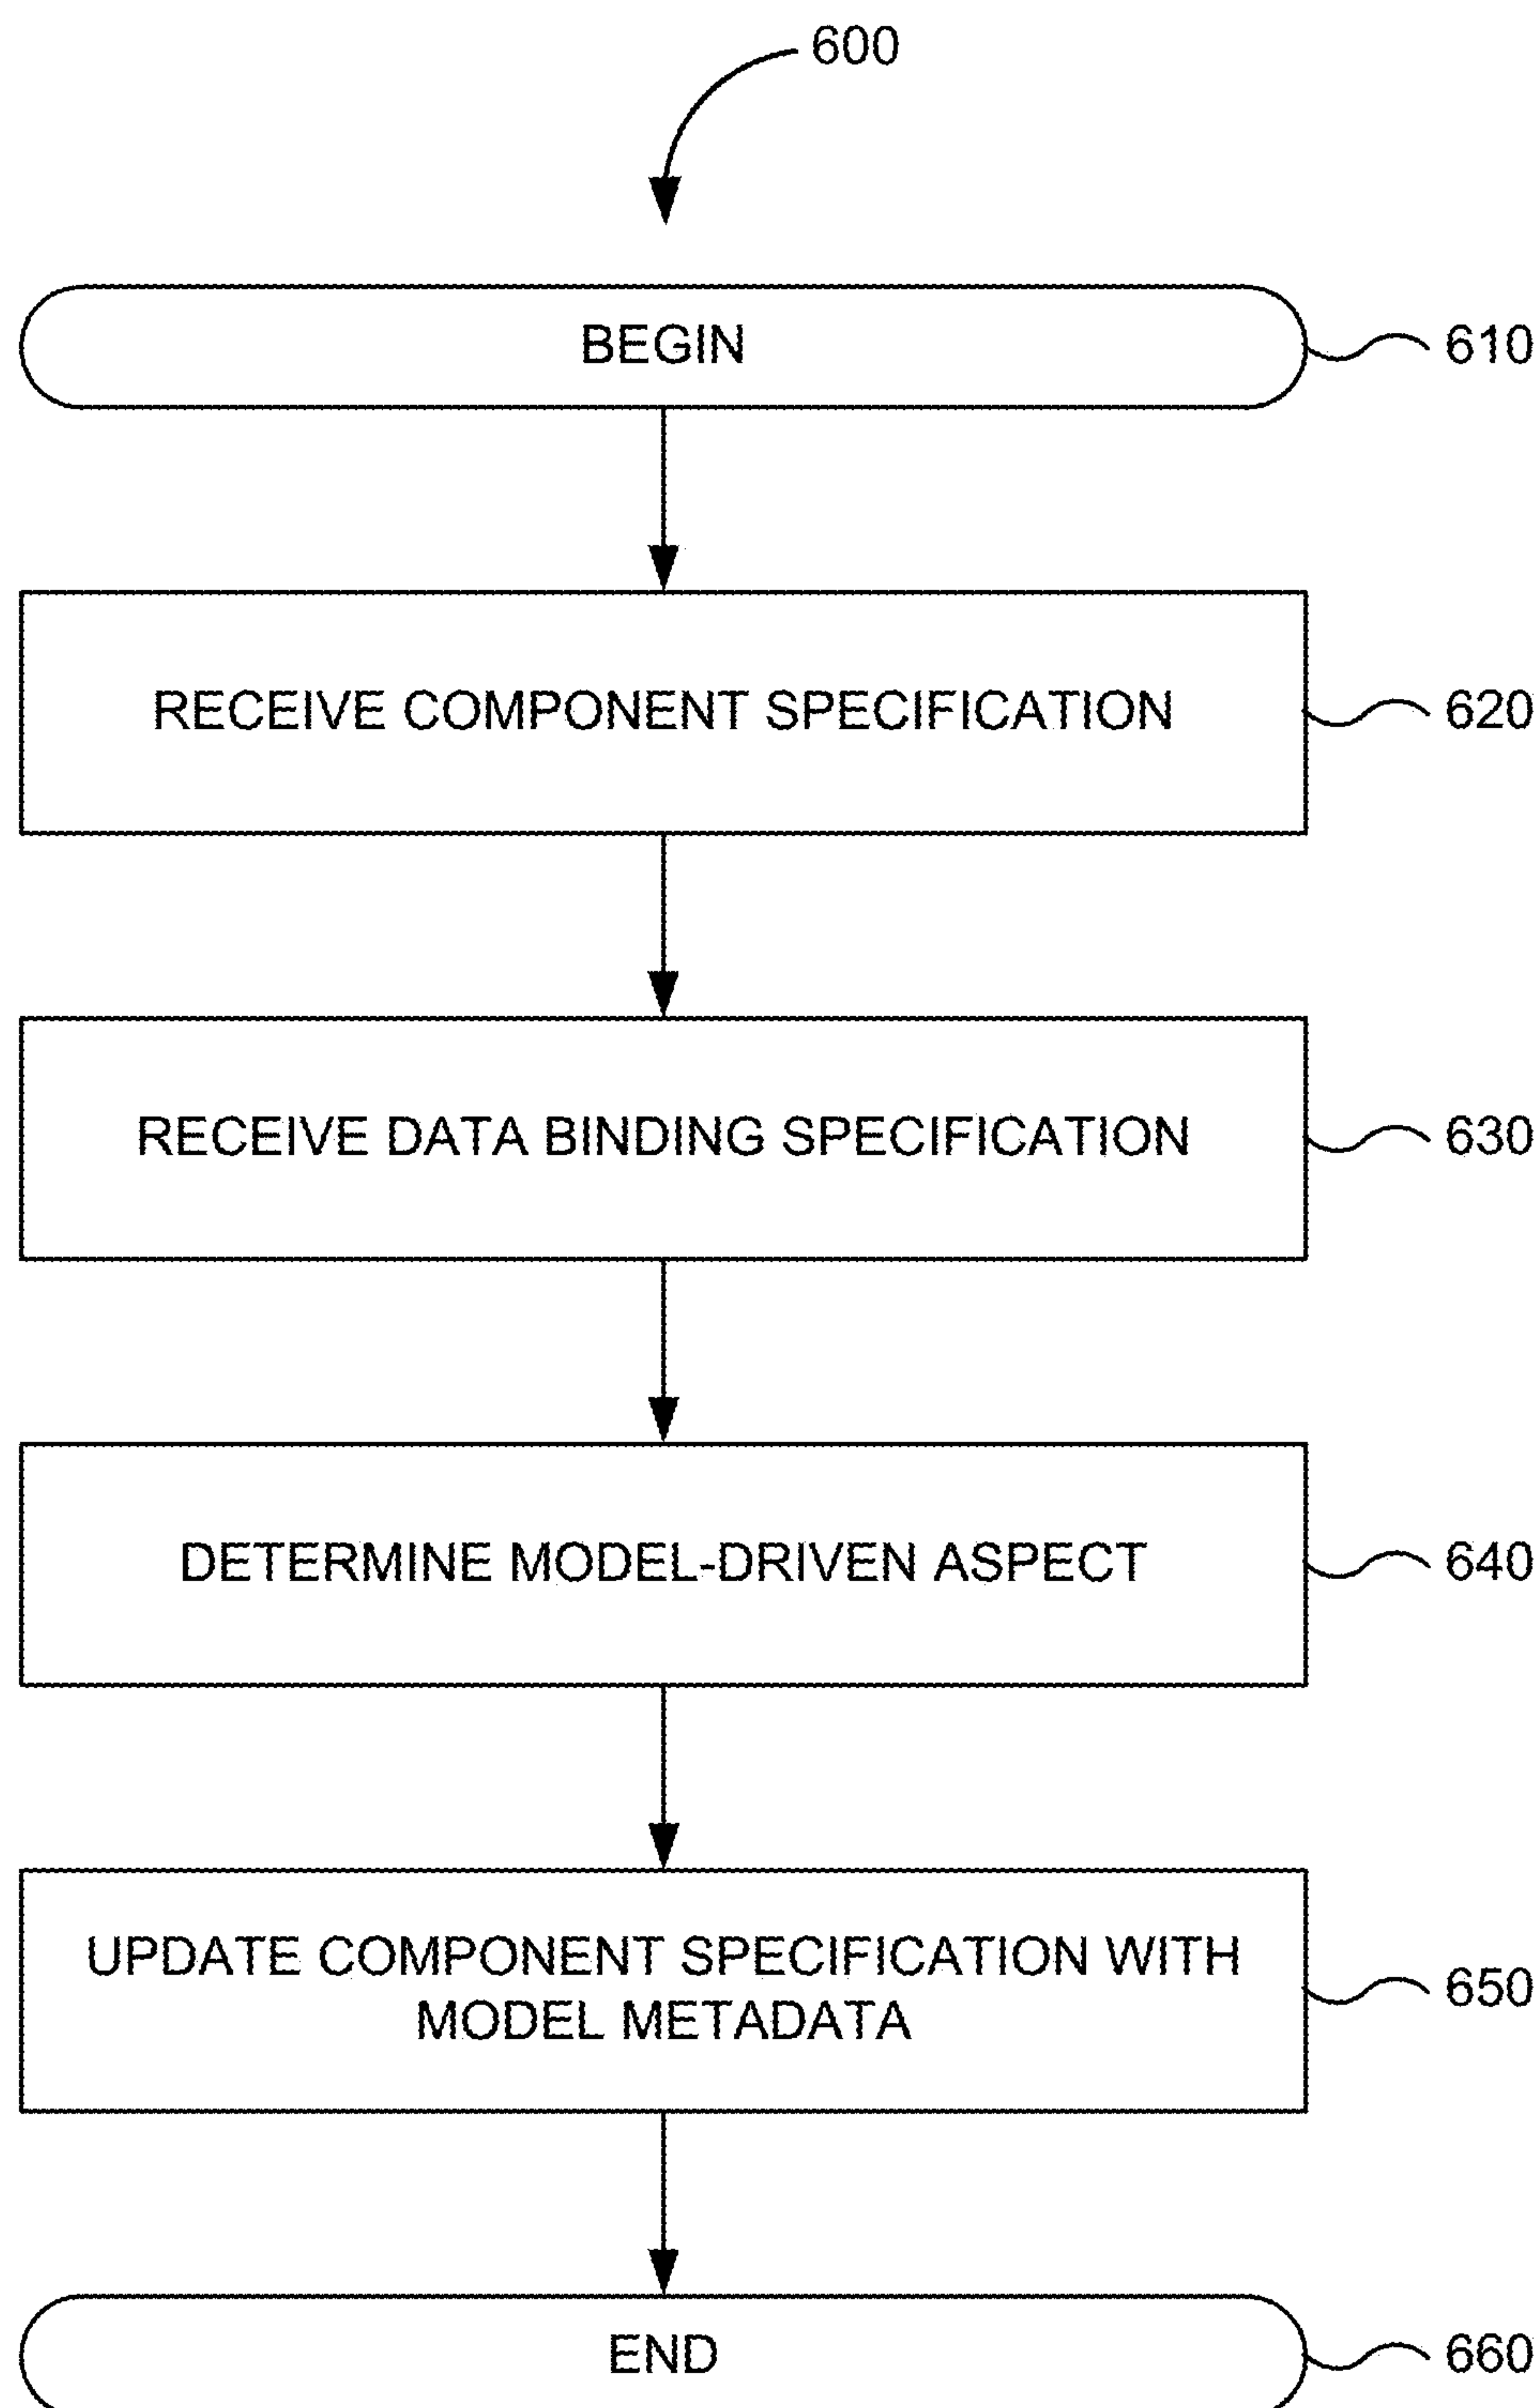 600
BEGIN
610
RECEIVE COMPONENT SPECIFICATION
620
RECEIVE DATA BINDING SPECIFICATION
630
DETERMINE MODEL-DRIVEN ASPECT
640
UPDATE COMPONENT SPECIFICATION WITH
MODEL METADATA
650
END
660